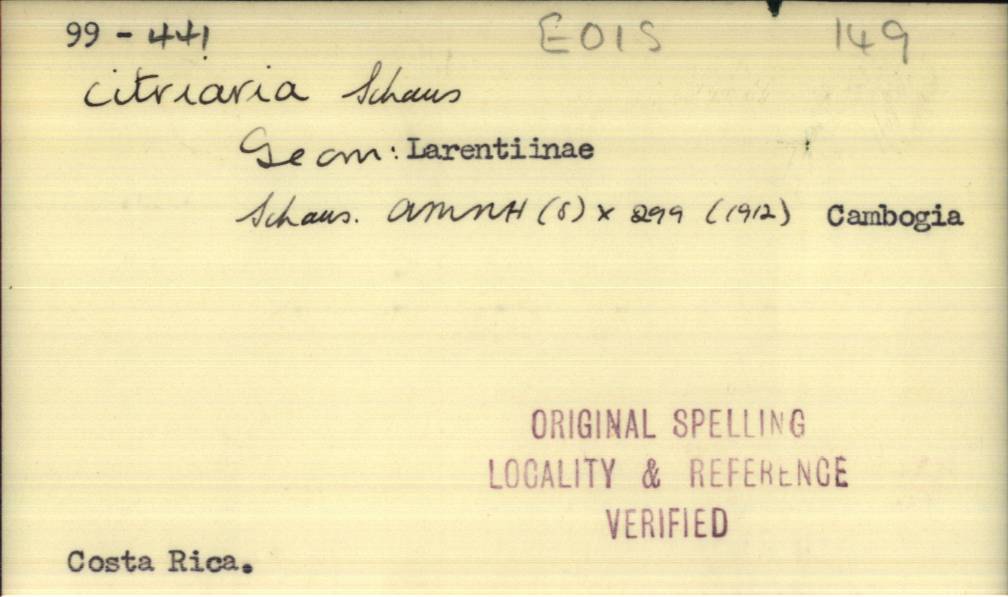 99 - 441 EOIS 149
citriaria Schaus
Geom: Larentiinae
Schaus. AMNH (8) x 299 (1912) Cambogia
ORIGINAL SPELLING
LOCALITY & REFERENCE
VERIFIED
Costa Rica.